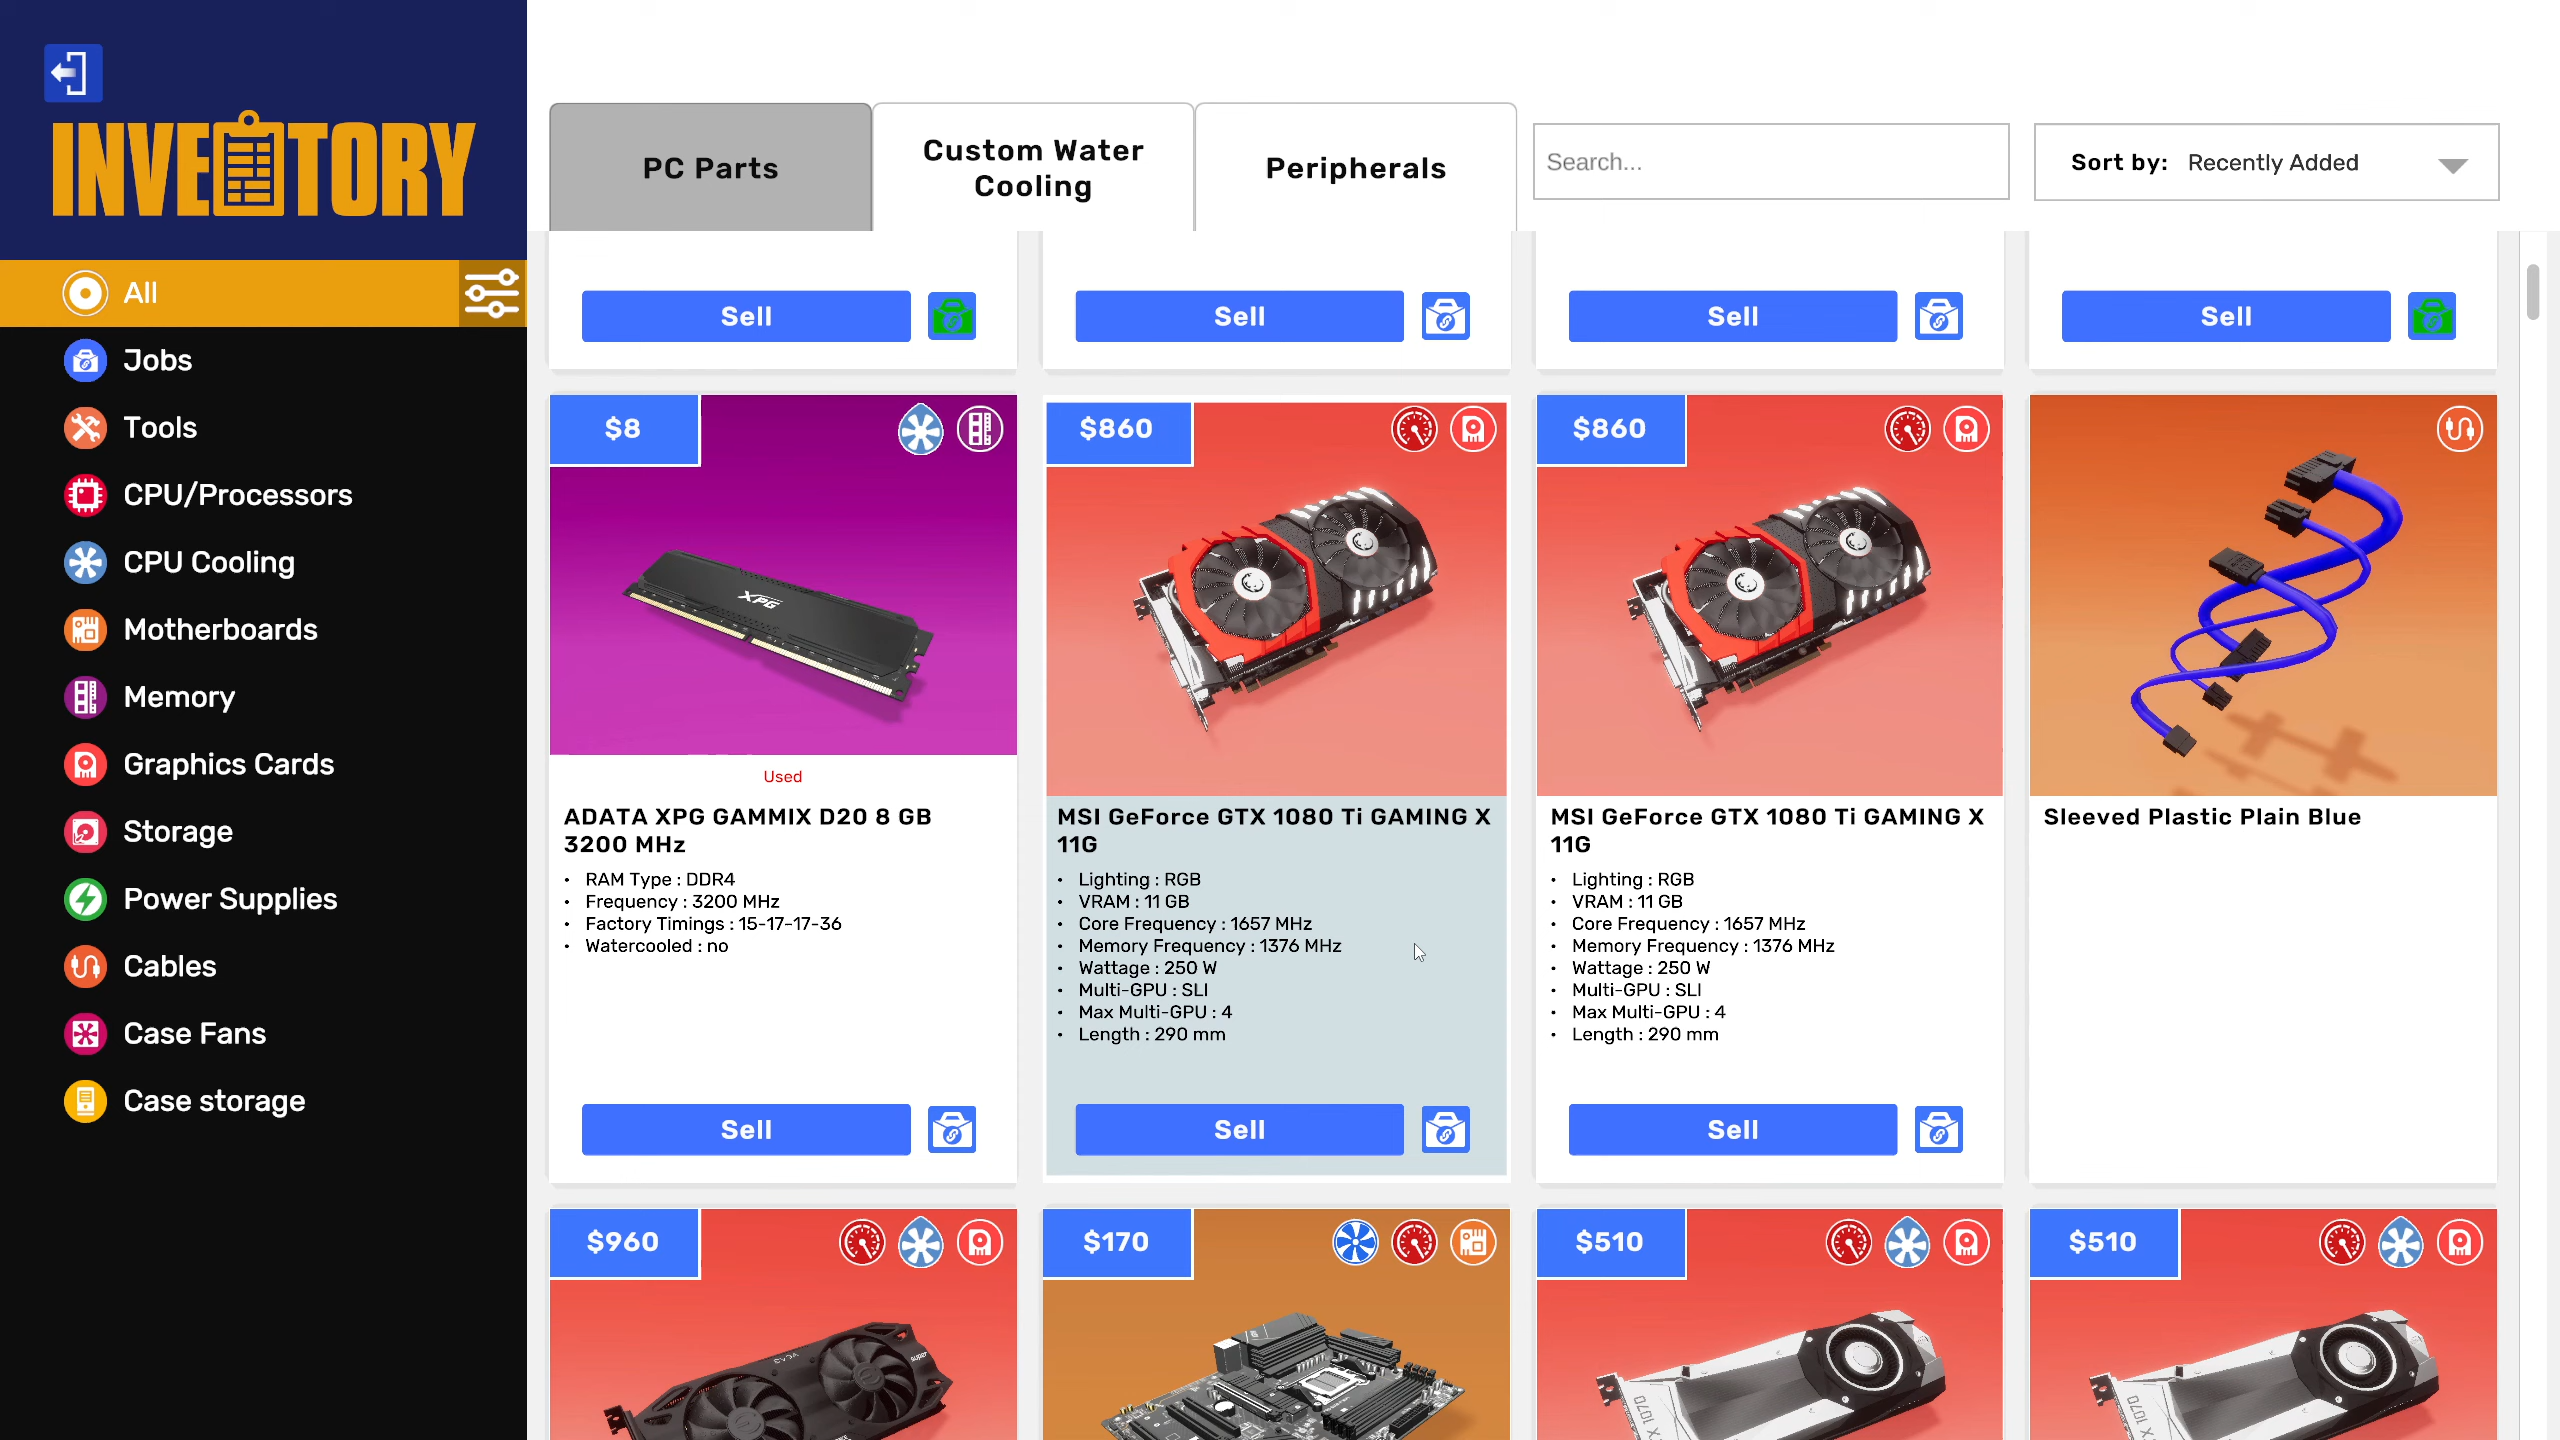 INVENTORY
PC Parts
Custom Water
Cooling
Peripherals
Search...
Sort by: Recently Added
All
Jobs
Tools
CPU/Processors
CPU Cooling
Motherboards
Memory
Graphics Cards
Storage
Power Supplies
Cables
Case Fans
Case storage
Sell
Sell
Sell
Sell
$8
XPG
Used
ADATA XPG GAMMIX D20 8 GB
3200 MHz
• RAM Type : DDR4
• Frequency : 3200 MHz
• Factory Timings : 15-17-17-36
• Watercooled : no
Sell
$860
MSI GeForce GTX 1080 Ti GAMING X
11G
• Lighting : RGB
• VRAM : 11 GB
• Core Frequency : 1657 MHz
• Memory Frequency : 1376 MHz
• Wattage : 250 W
• Multi-GPU : SLI
• Max Multi-GPU : 4
• Length : 290 mm
Sell
$860
MSI GeForce GTX 1080 Ti GAMING X
11G
• Lighting : RGB
• VRAM : 11 GB
• Core Frequency : 1657 MHz
• Memory Frequency : 1376 MHz
• Wattage : 250 W
• Multi-GPU : SLI
• Max Multi-GPU : 4
• Length : 290 mm
Sell
Sleeved Plastic Plain Blue
$960
EVGA
super
$170
$510
X 1070
$510
X 1070